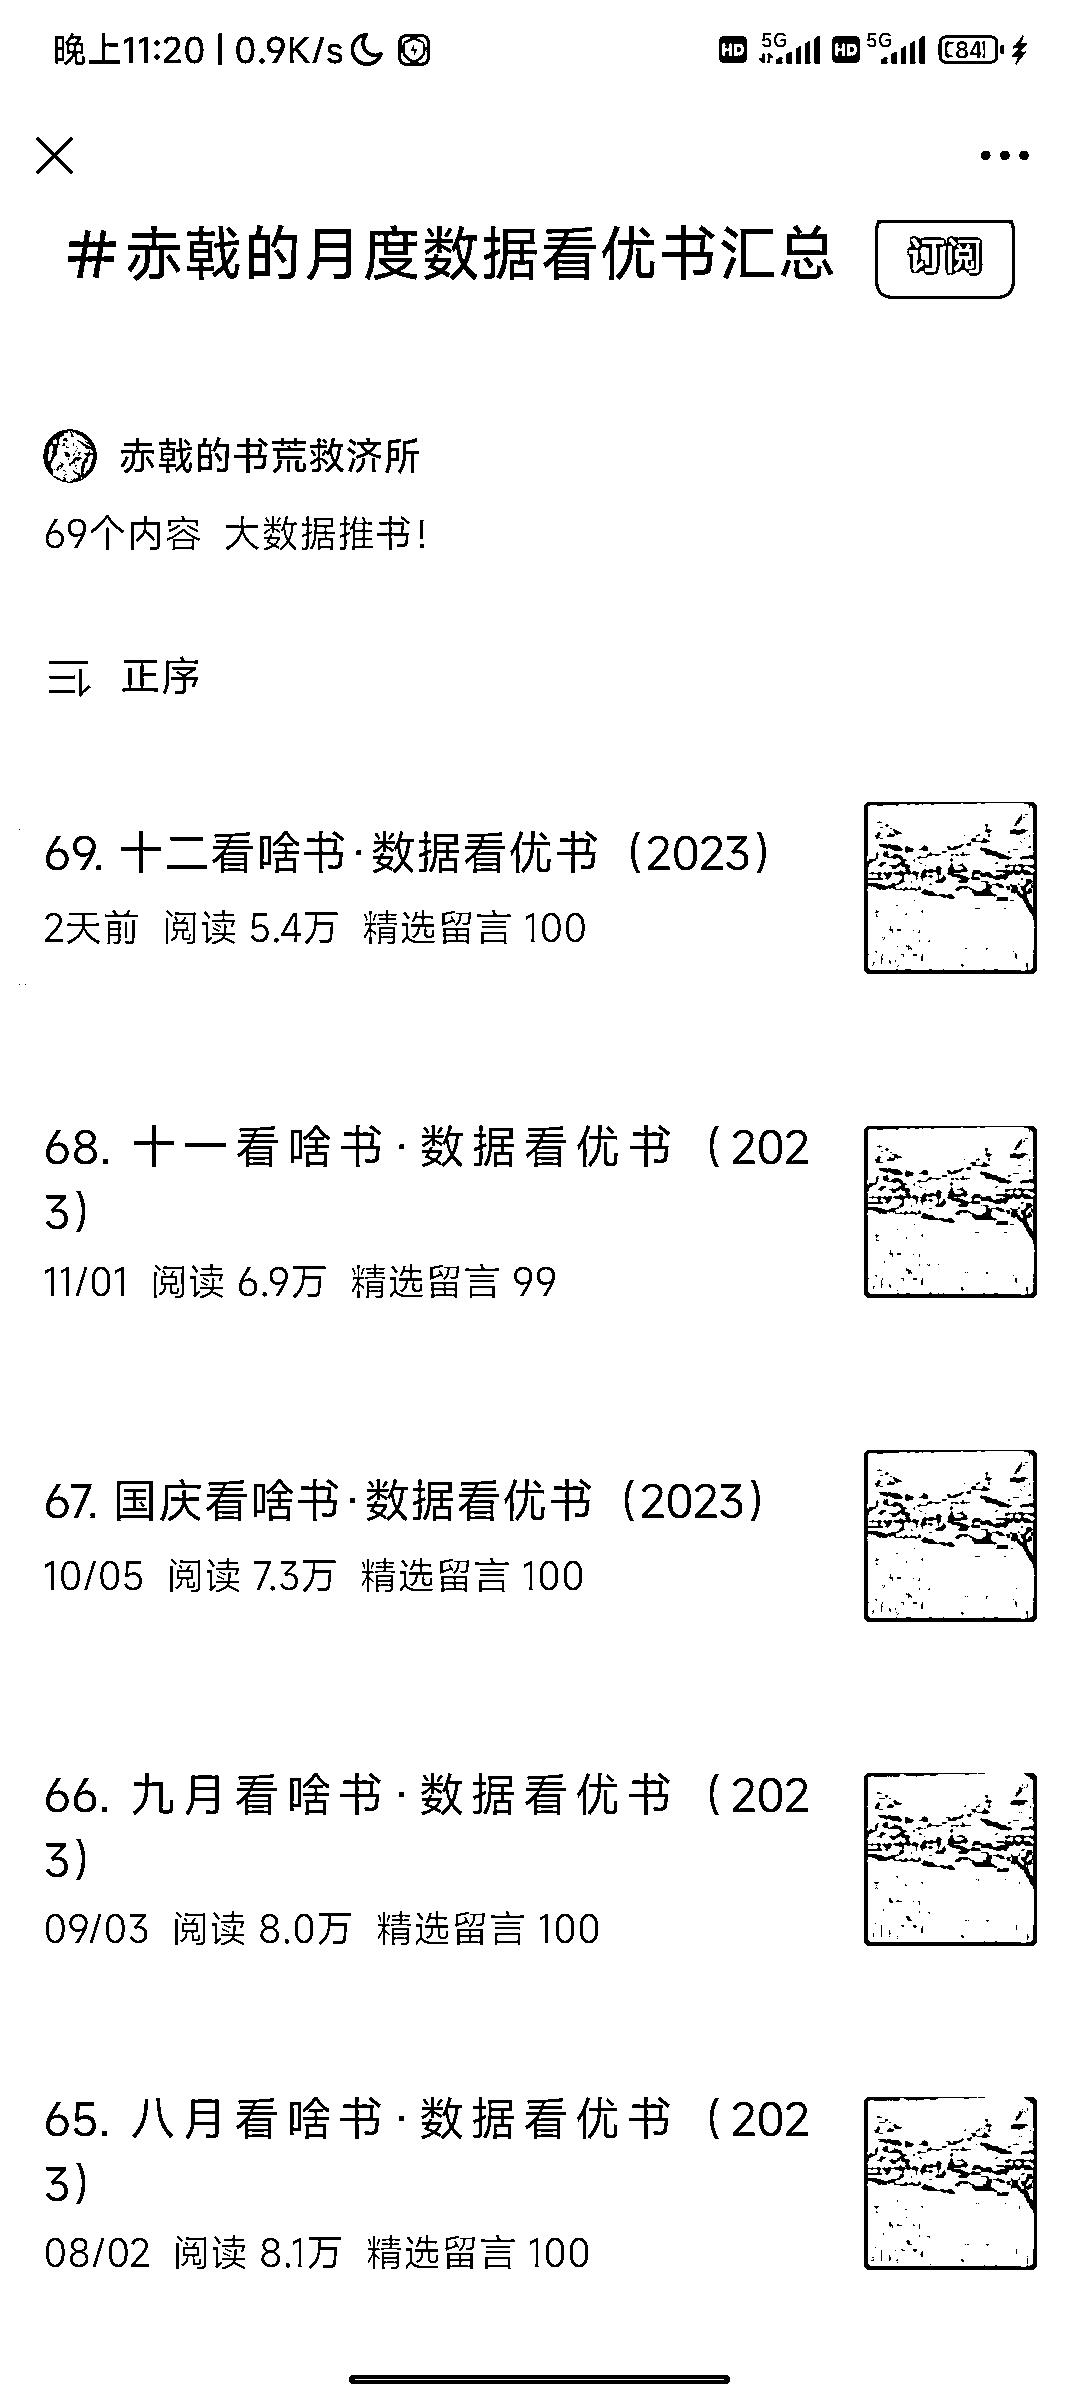 晚上11:20 | 0.9K/s HD 5G HD 5G 84
#赤戟的月度数据看优书汇总 订阅
赤戟的书荒救济所
69个内容 大数据推书!
正序
69. 十二看啥书·数据看优书（2023）
2天前 阅读 5.4万 精选留言 100
68. 十一看啥书·数据看优书（202
3）
11/01 阅读 6.9万 精选留言 99
67. 国庆看啥书·数据看优书（2023）
10/05 阅读 7.3万 精选留言 100
66. 九月看啥书·数据看优书（202
3）
09/03 阅读 8.0万 精选留言 100
65. 八月看啥书·数据看优书（202
3）
08/02 阅读 8.1万 精选留言 100